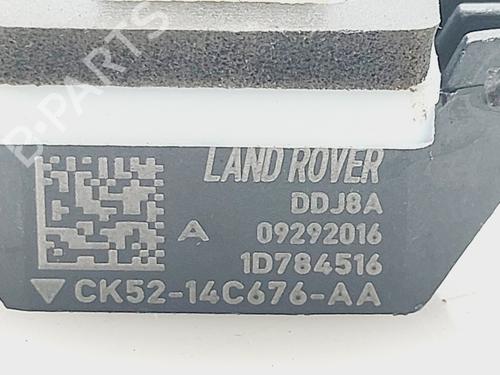 B-PARTS
LAND ROVER
DDJ8A
A 09292016
1D784516
CK52-14C676-AA